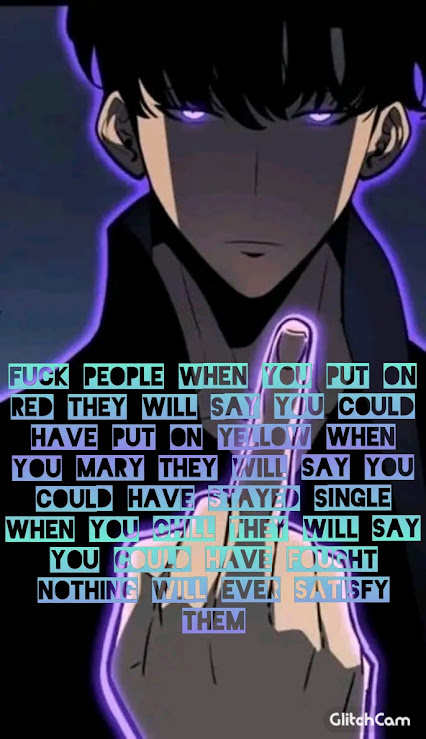 FUCK PEOPLE WHEN YOU PUT ON
RED THEY WILL SAY YOU COULD
HAVE PUT ON YELLOW WHEN
YOU MARY THEY WILL SAY YOU
COULD HAVE STAYED SINGLE
WHEN YOU CHILL THEY WILL SAY
YOU COULD HAVE FOUGHT
NOTHING WILL EVER SATISFY
THEM
GlitchCam